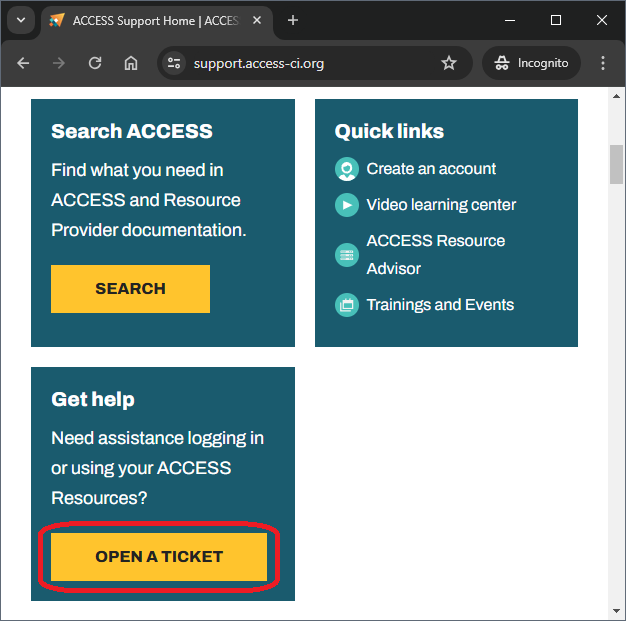 ACCESS Support Home | ACCESS
support.access-ci.org
Incognito
Search ACCESS
Find what you need in
ACCESS and Resource
Provider documentation.
SEARCH
Quick links
Create an account
Video learning center
ACCESS Resource
Advisor
Trainings and Events
Get help
Need assistance logging in
or using your ACCESS
Resources?
OPEN A TICKET